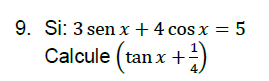 9. Si: 3 sen x + 4 cos x = 5
Calcule (tan x + 1/4)